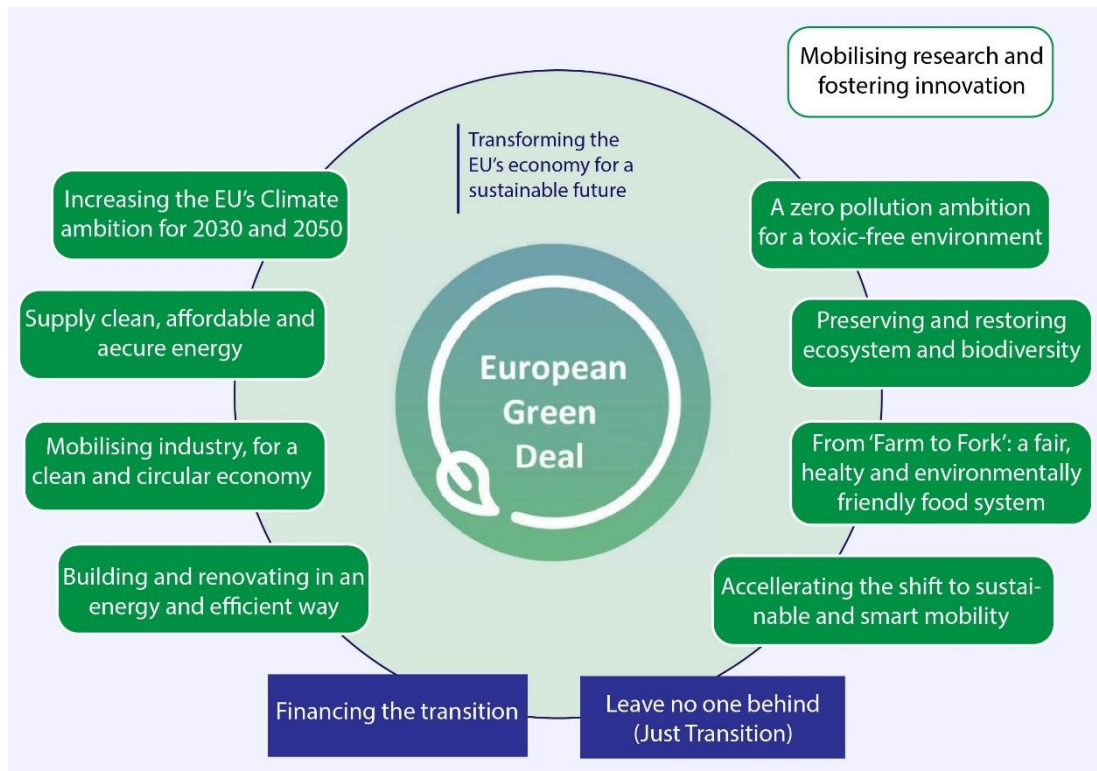 Mobilising research and
fostering innovation
Transforming the
EU's economy for a
sustainable future
Increasing the EU's Climate
ambition for 2030 and 2050
Supply clean, affordable and
aecure energy
Mobilising industry, for a
clean and circular economy
Building and renovating in an
energy and efficient way
European
Green
Deal
A zero pollution ambition
for a toxic-free environment
Preserving and restoring
ecosystem and biodiversity
From ‘Farm to Fork’: a fair,
healty and environmentally
friendly food system
Accellerating the shift to sustai-
nable and smart mobility
Financing the transition
Leave no one behind
(Just Transition)